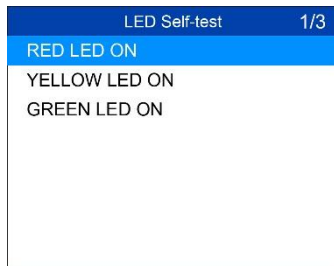 LED Self-test 1/3
RED LED ON
YELLOW LED ON
GREEN LED ON